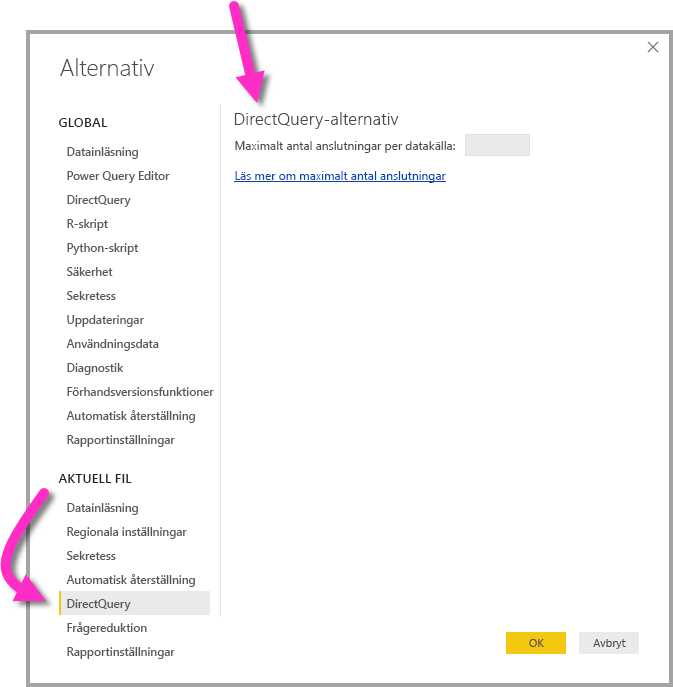 Alternativ
GLOBAL
Datainläsning
Power Query Editor
DirectQuery
R-skript
Python-skript
Säkerhet
Sekretess
Uppdateringar
Användningsdata
Diagnostik
Förhandsversionsfunktioner
Automatisk återställning
Rapportinställningar
AKTUELL FIL
Datainläsning
Regionala inställningar
Sekretess
Automatisk återställning
DirectQuery
Frågereduktion
Rapportinställningar
DirectQuery-alternativ
Maximalt antal anslutningar per datakälla:
Läs mer om maximalt antal anslutningar
OK
Avbryt